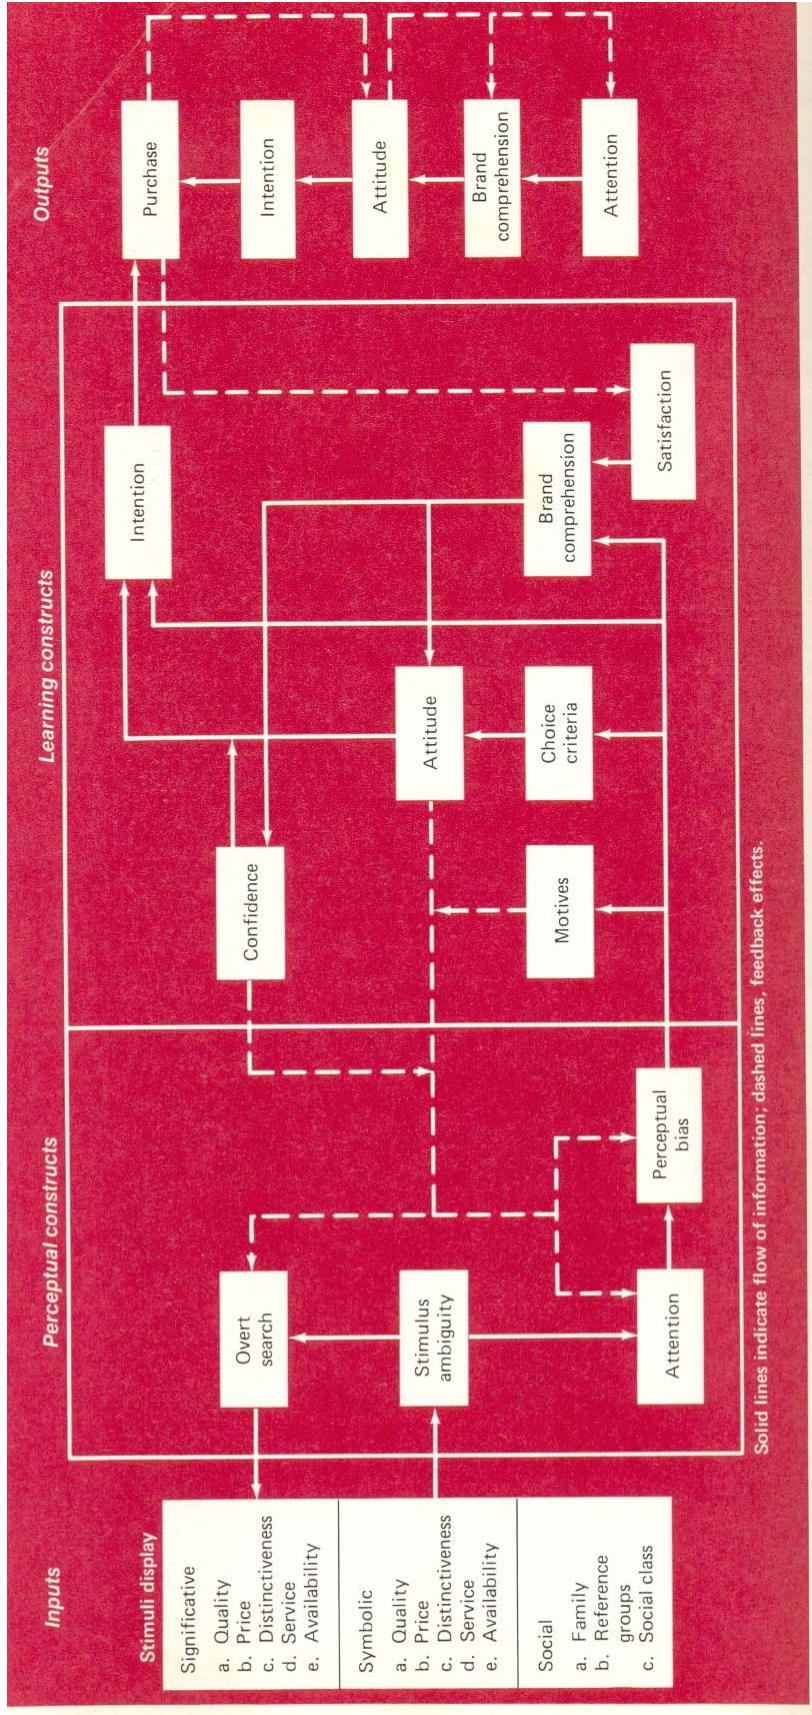 Inputs
Perceptual constructs
Learning constructs
Outputs
Stimuli display
Significative
a. Quality
b. Price
c. Distinctiveness
d. Service
e. Availability
Symbolic
a. Quality
b. Price
c. Distinctiveness
d. Service
e. Availability
Social
a. Family
b. Reference
groups
c. Social class
Overt
search
Stimulus
ambiguity
Attention
Perceptual
bias
Confidence
Motives
Attitude
Choice
criteria
Intention
Brand
comprehension
Satisfaction
Purchase
Intention
Attitude
Brand
comprehension
Attention
Solid lines indicate flow of information; dashed lines, feedback effects.